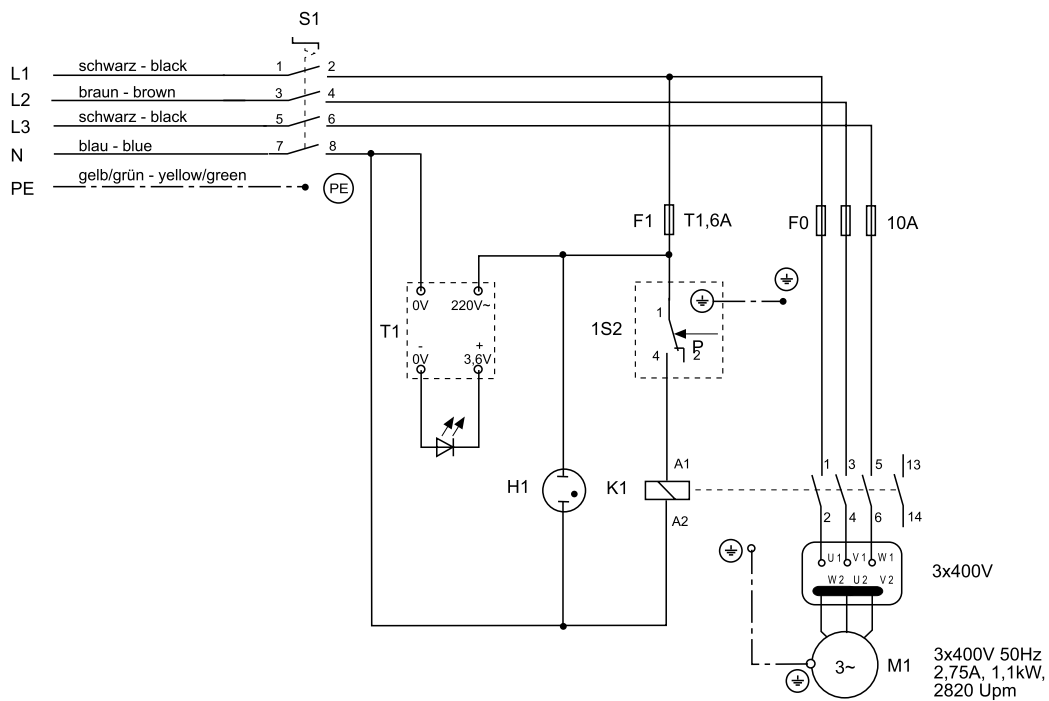 S1
L1 schwarz - black 1 2
L2 braun - brown 3 4
L3 schwarz - black 5 6
N blau - blue 7 8
PE gelb/grün - yellow/green PE
F1 T1,6A
F0 10A
0V 220V~
T1
- +
0V 3,6V
1S2
1
P
4 2
H1
K1
A1
A2
1 3 5 13
2 4 6 14
U1 V1 W1
W2 U2 V2
3x400V
3~
M1
3x400V 50Hz
2,75A, 1,1kW,
2820 Upm